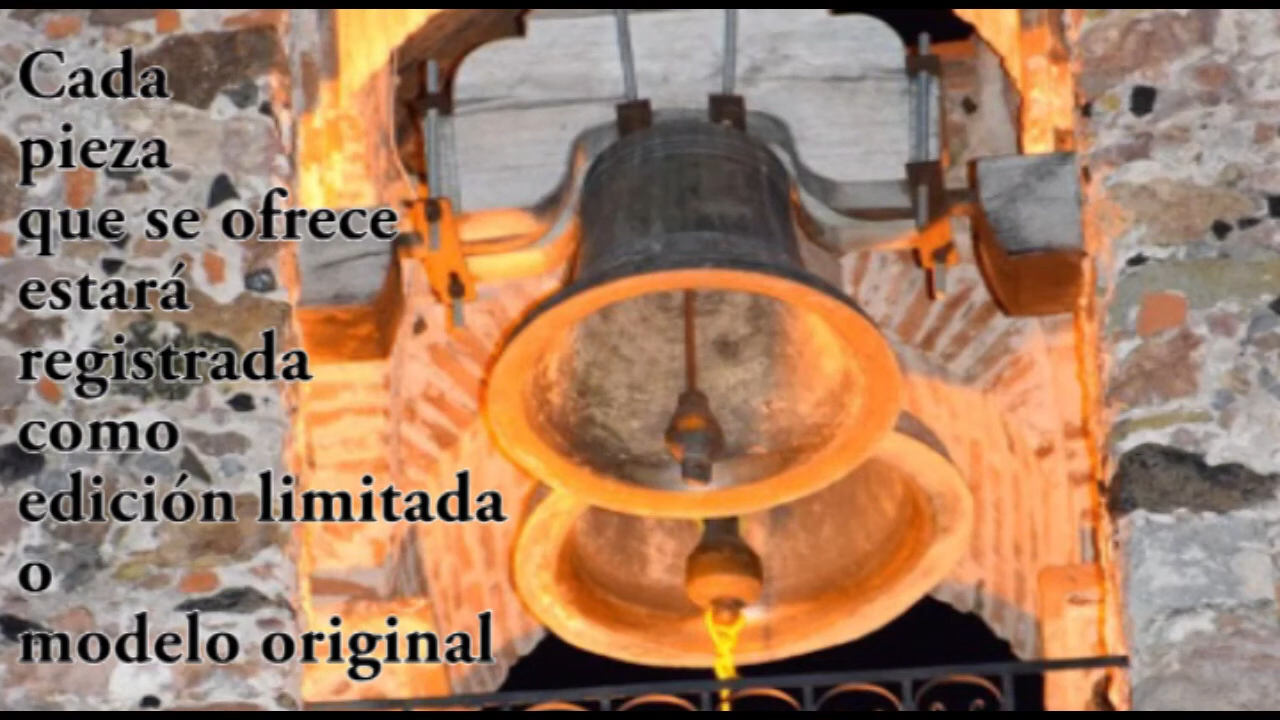 Cada
pieza
que se ofrece
estará
registrada
como
edición limitada
o
modelo original